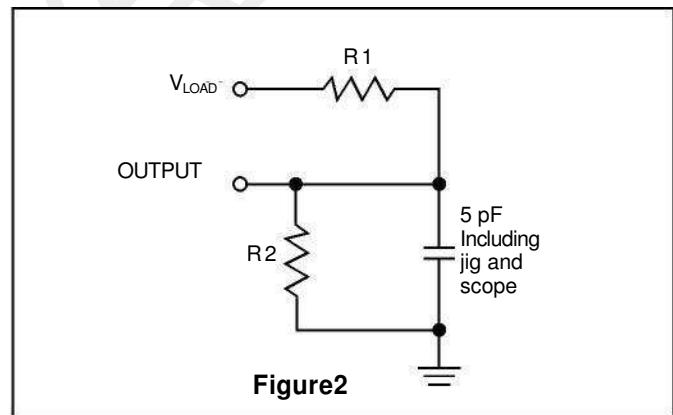 R1
VLOAD
OUTPUT
5 pF
Including
jig and
scope
R2
Figure2